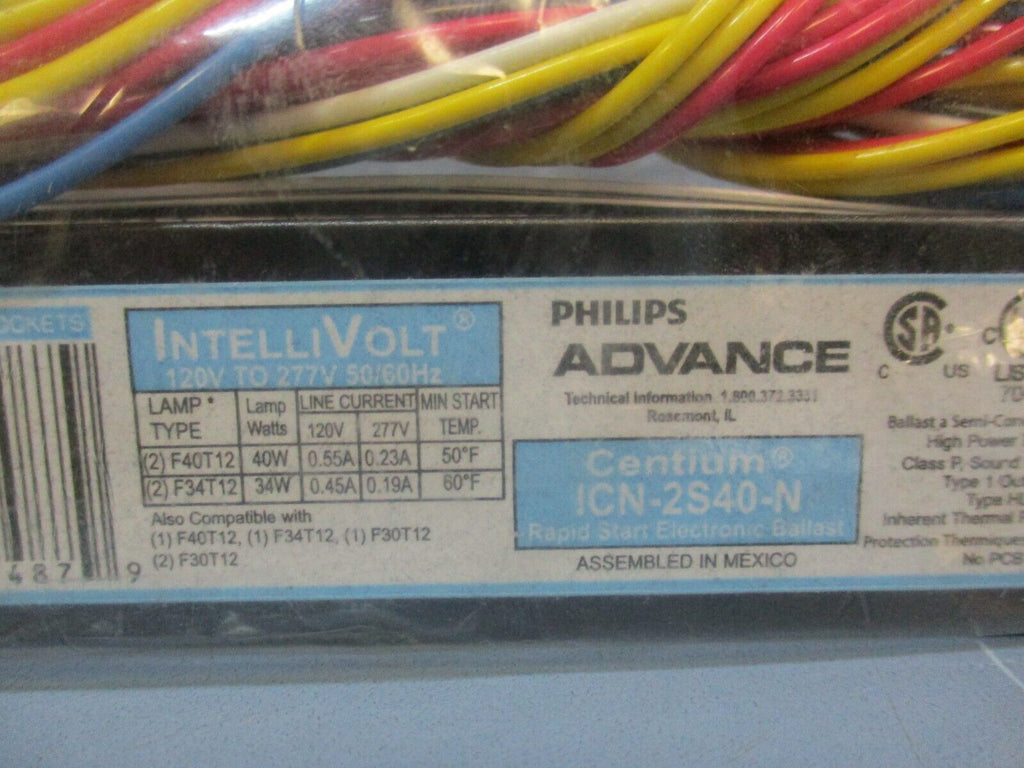 OCKETS
487 9
INTELLIVOLT®
120V TO 277V 50/60Hz
LAMP* TYPE Lamp Watts LINE CURRENT MIN START TEMP.
120V 277V
(2) F40T12 40W 0.55A 0.23A 50°F
(2) F34T12 34W 0.45A 0.19A 60°F
Also Compatible with
(1) F40T12, (1) F34T12, (1) F30T12
(2) F30T12
PHILIPS
ADVANCE
Technical Information 1.800.372.3331
Rosemont, IL
Centium®
ICN-2S40-N
Rapid Start Electronic Ballast
ASSEMBLED IN MEXICO
SA
C US
C
LIS
Ballast a Semi-Con
High Power
Class P, Sound
Type 1 Ou
Type H
Inherent Thermal
Protection Thermique
No PCB